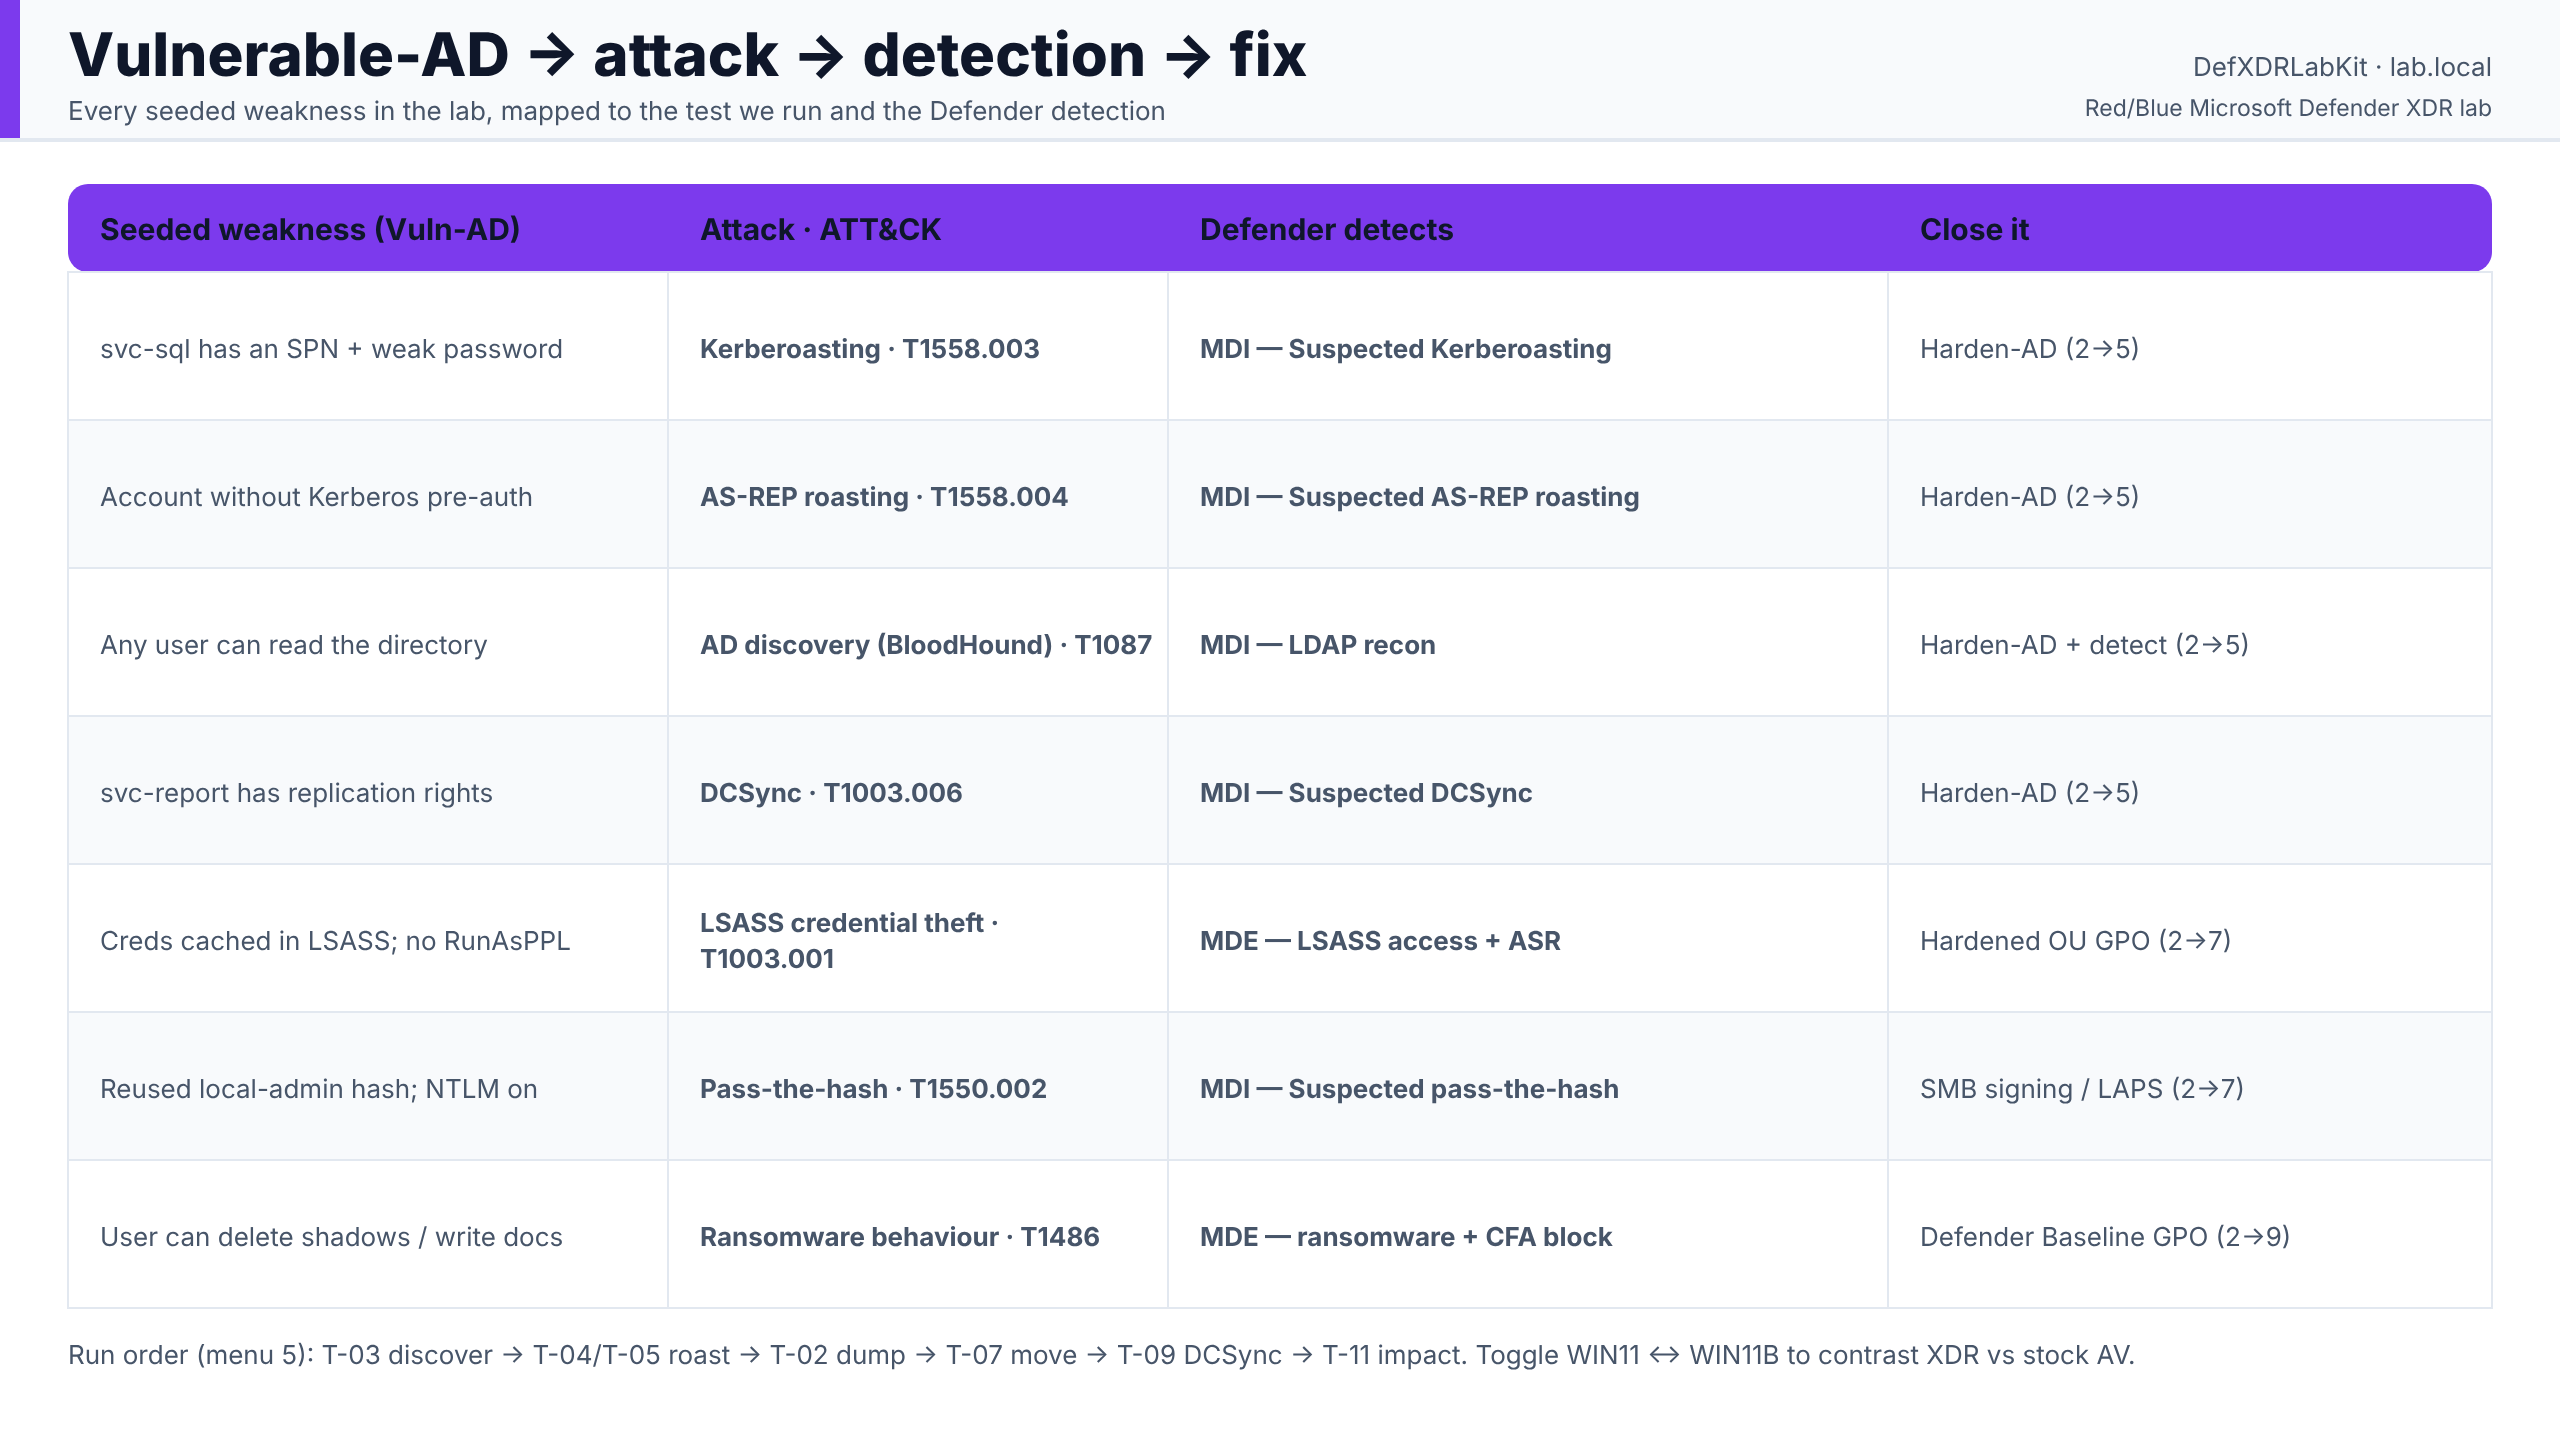 Vulnerable-AD → attack → detection → fix
Every seeded weakness in the lab, mapped to the test we run and the Defender detection
DefXDRLabKit · lab.local
Red/Blue Microsoft Defender XDR lab
Seeded weakness (Vuln-AD)
Attack · ATT&CK
Defender detects
Close it
svc-sql has an SPN + weak password
Kerberoasting · T1558.003
MDI — Suspected Kerberoasting
Harden-AD (2→5)
Account without Kerberos pre-auth
AS-REP roasting · T1558.004
MDI — Suspected AS-REP roasting
Harden-AD (2→5)
Any user can read the directory
AD discovery (BloodHound) · T1087
MDI — LDAP recon
Harden-AD + detect (2→5)
svc-report has replication rights
DCSync · T1003.006
MDI — Suspected DCSync
Harden-AD (2→5)
Creds cached in LSASS; no RunAsPPL
LSASS credential theft ·
T1003.001
MDE — LSASS access + ASR
Hardened OU GPO (2→7)
Reused local-admin hash; NTLM on
Pass-the-hash · T1550.002
MDI — Suspected pass-the-hash
SMB signing / LAPS (2→7)
User can delete shadows / write docs
Ransomware behaviour · T1486
MDE — ransomware + CFA block
Defender Baseline GPO (2→9)
Run order (menu 5): T-03 discover → T-04/T-05 roast → T-02 dump → T-07 move → T-09 DCSync → T-11 impact. Toggle WIN11 ↔ WIN11B to contrast XDR vs stock AV.